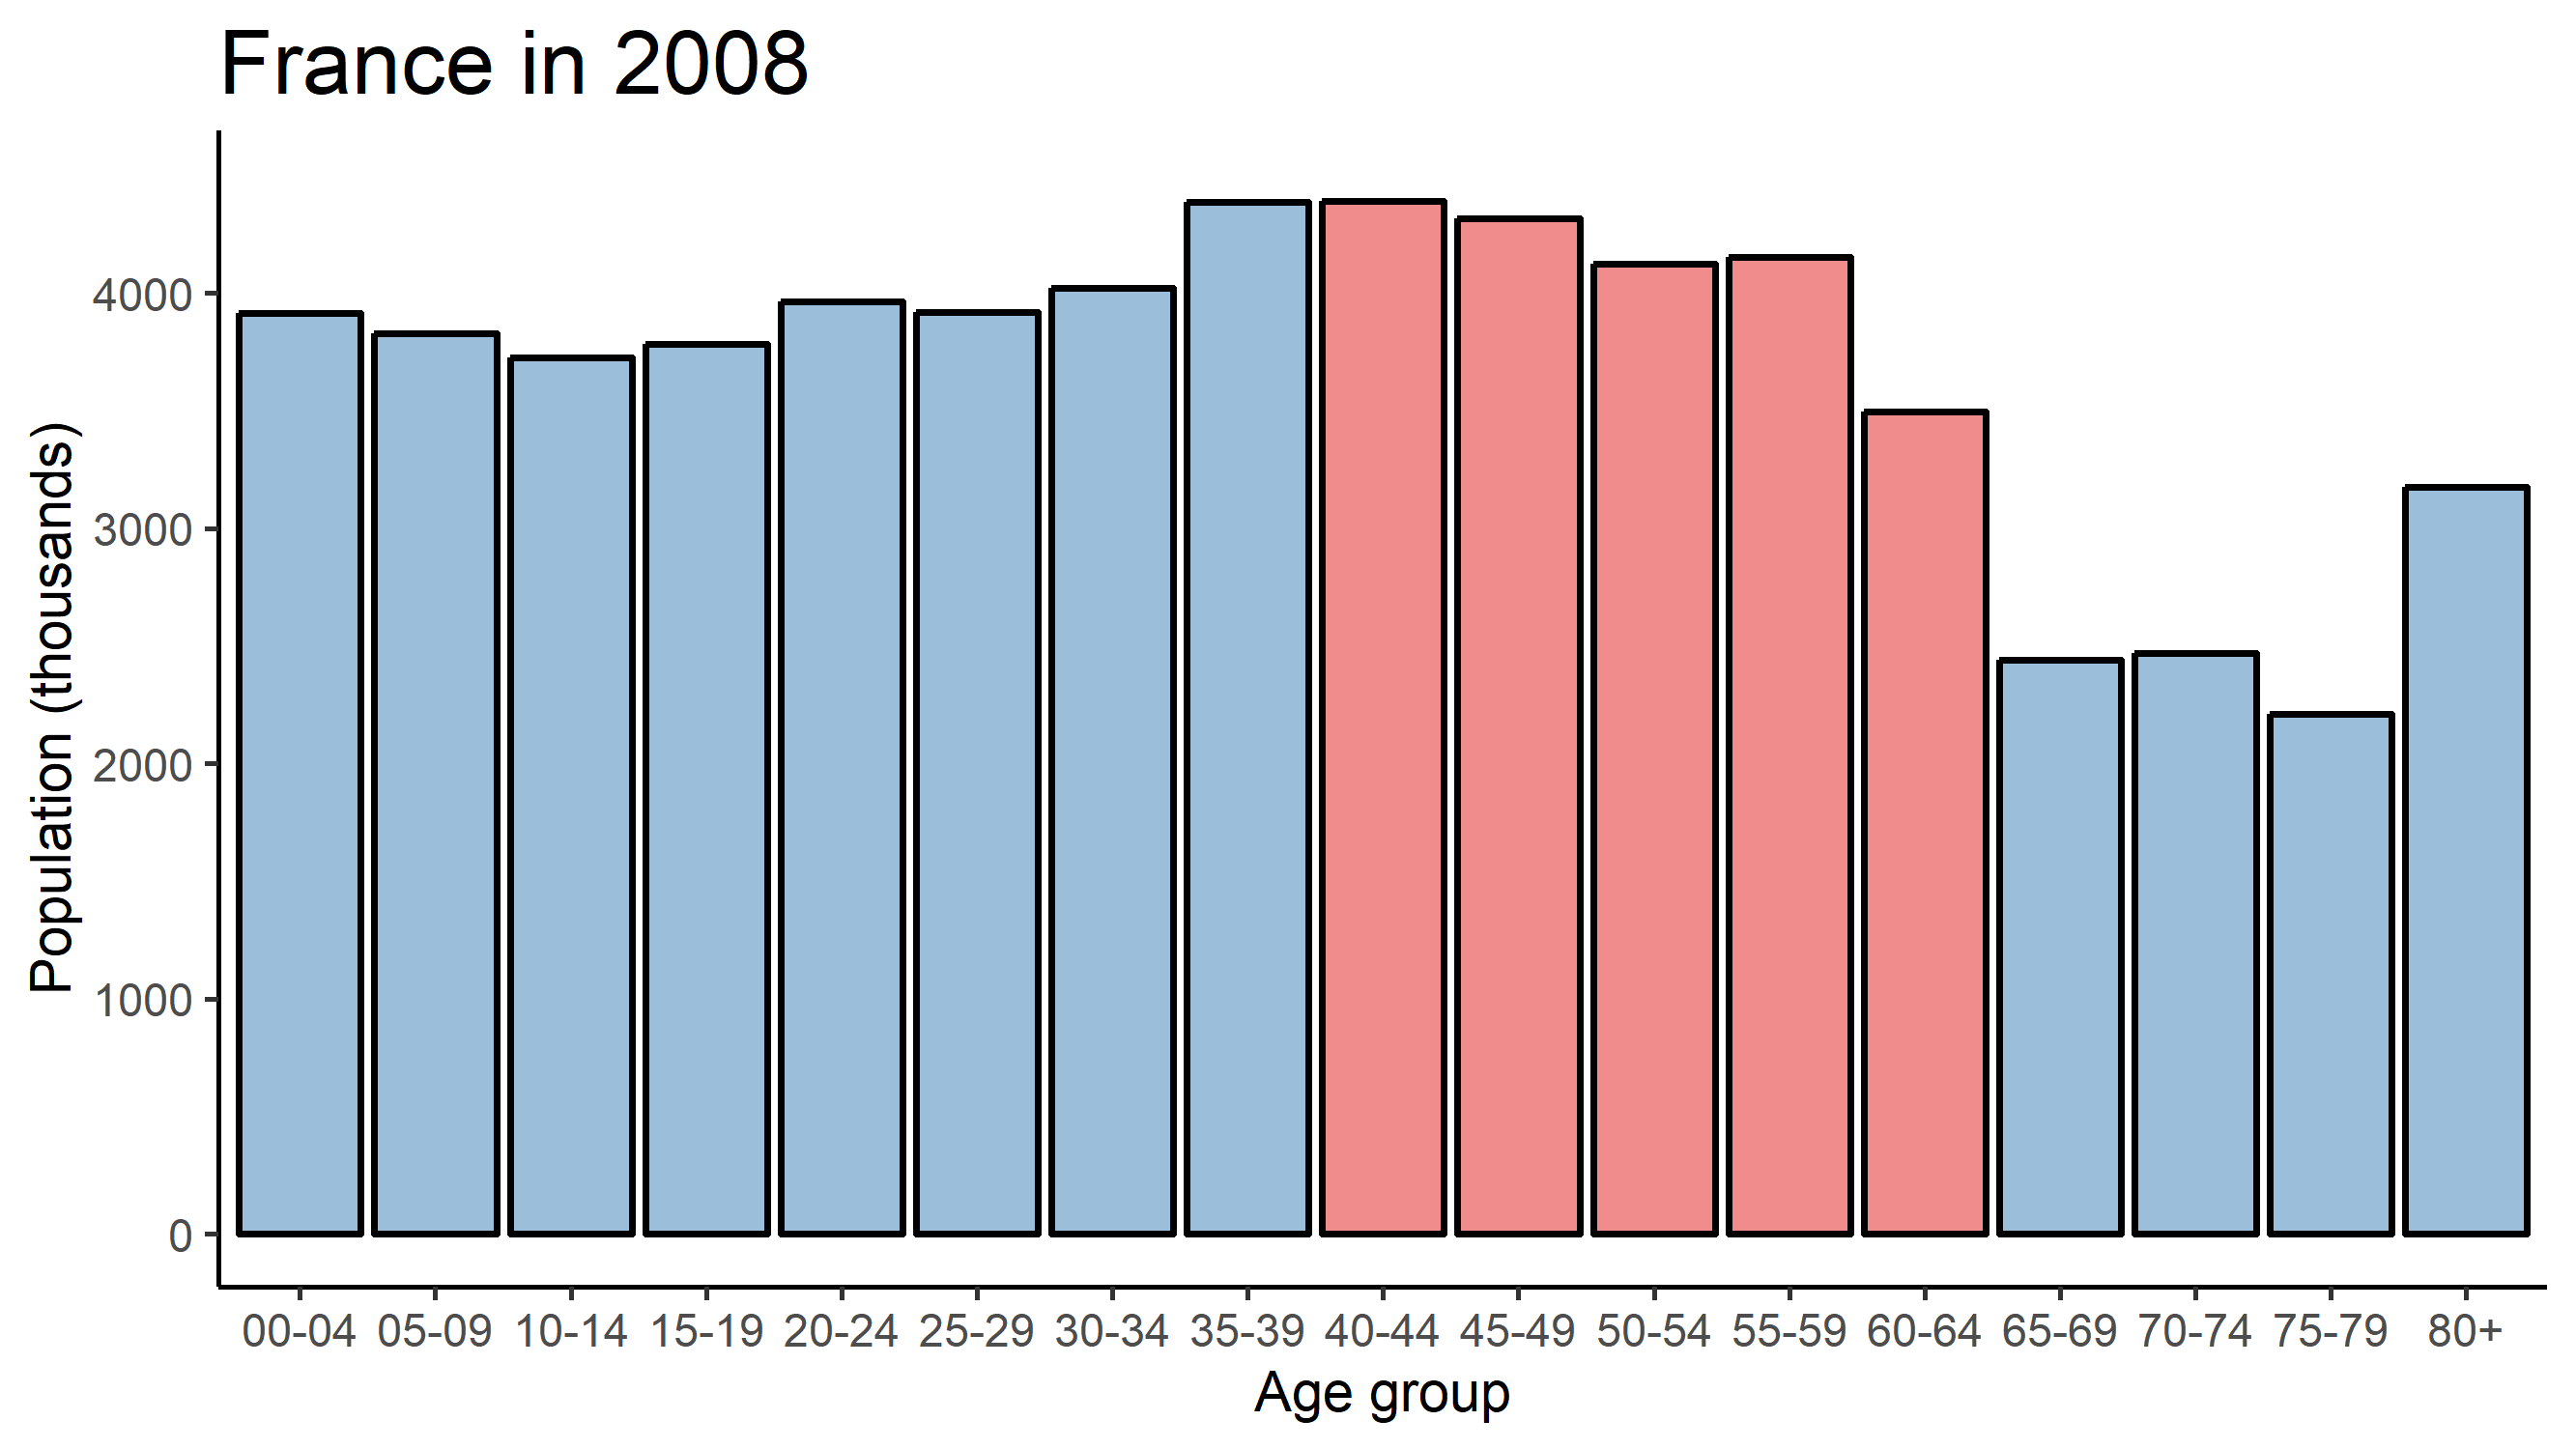 France in 2008
Population (thousands)
4000
3000
2000
1000
0
00-04 05-09 10-14 15-19 20-24 25-29 30-34 35-39 40-44 45-49 50-54 55-59 60-64 65-69 70-74 75-79 80+
Age group